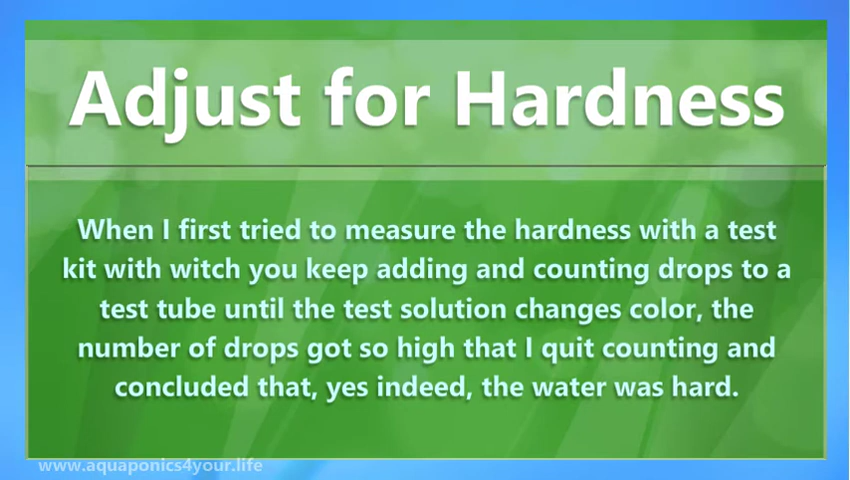 Adjust for Hardness
When I first tried to measure the hardness with a test
kit with witch you keep adding and counting drops to a
test tube until the test solution changes color, the
number of drops got so high that I quit counting and
concluded that, yes indeed, the water was hard.
www.aquaponics4your.life